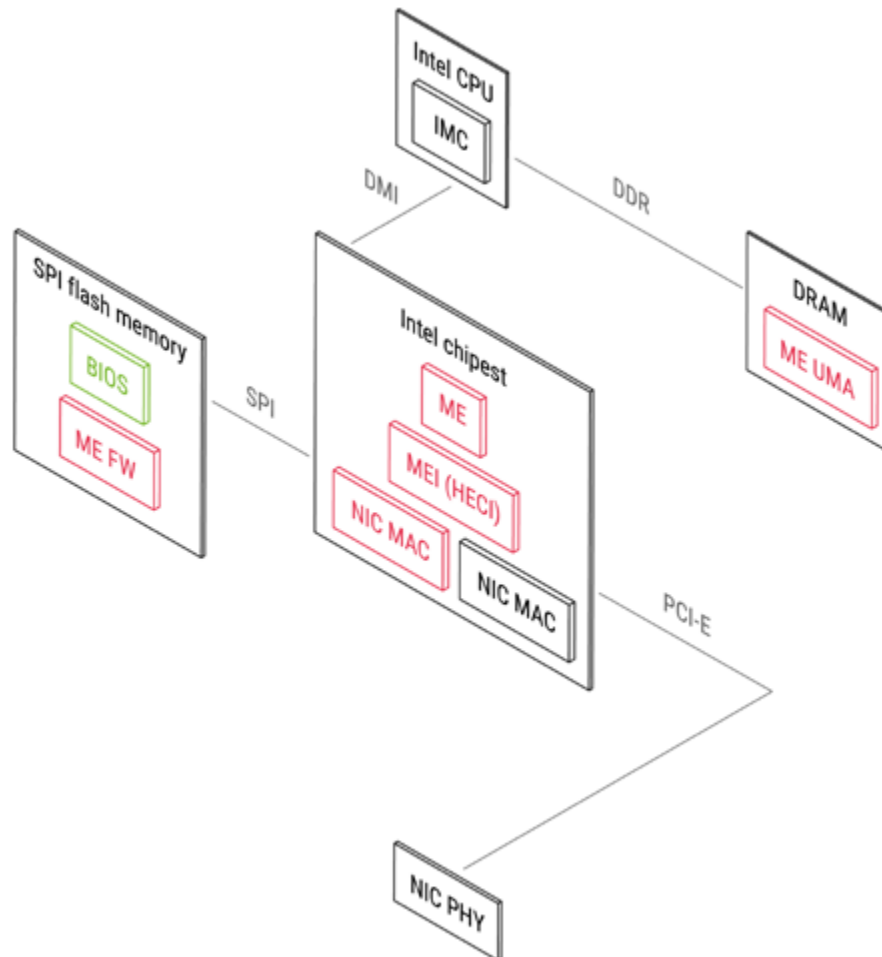 Intel CPU
IMC
DMI
DDR
SPI flash memory
BIOS
ME FW
SPI
Intel chipest
ME
MEI (HECI)
NIC MAC
NIC MAC
DRAM
ME UMA
PCI-E
NIC PHY